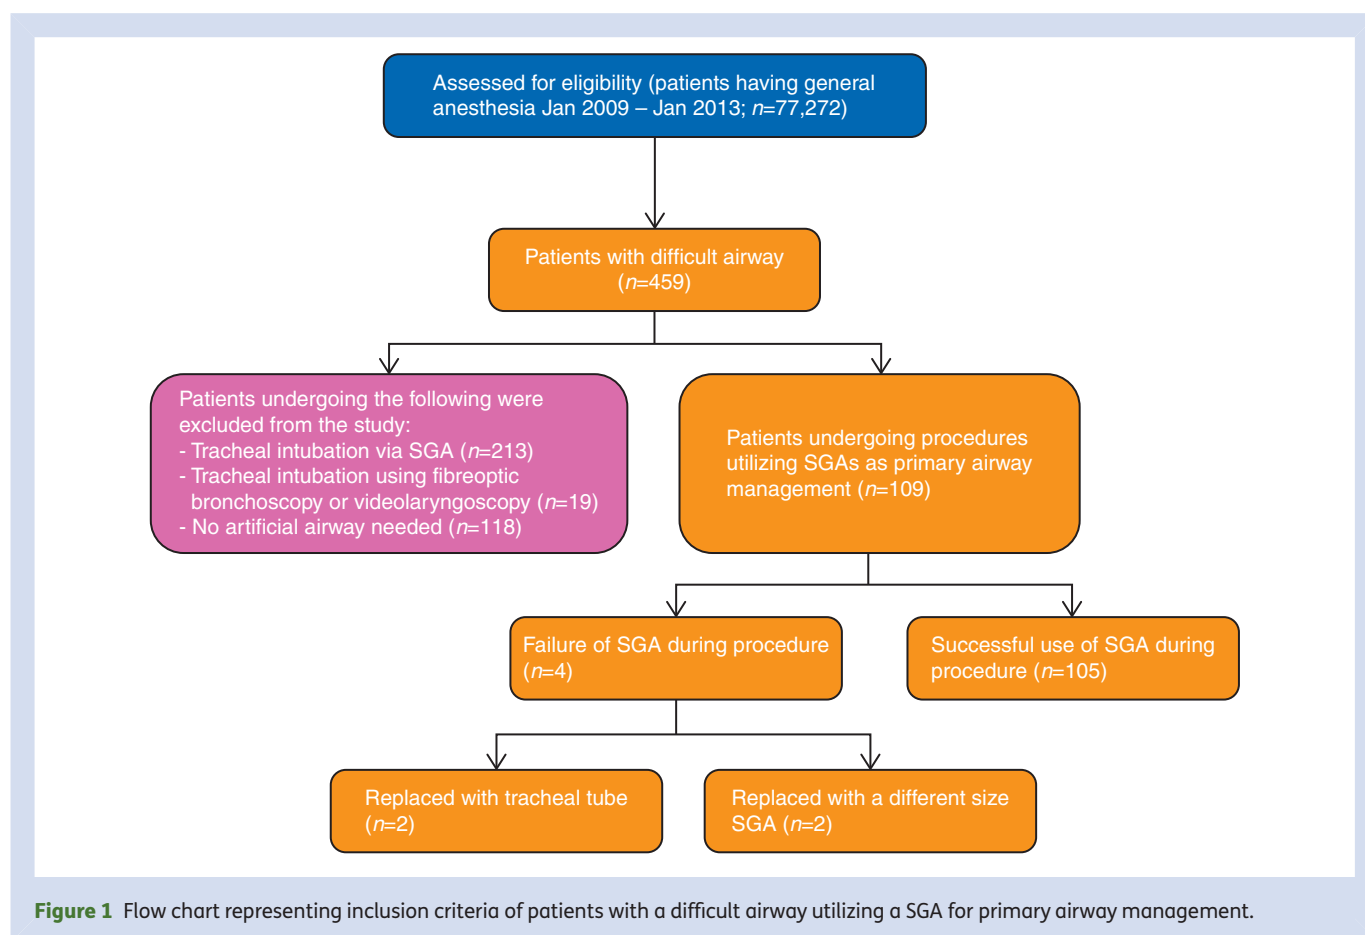 Assessed for eligibility (patients having general
anesthesia Jan 2009 – Jan 2013; n=77,272)
Patients with difficult airway
(n=459)
Patients undergoing the following were
excluded from the study:
- Tracheal intubation via SGA (n=213)
- Tracheal intubation using fibreoptic
bronchoscopy or videolaryngoscopy (n=19)
- No artificial airway needed (n=118)
Patients undergoing procedures
utilizing SGAs as primary airway
management (n=109)
Failure of SGA during procedure
(n=4)
Successful use of SGA during
procedure (n=105)
Replaced with tracheal tube
(n=2)
Replaced with a different size
SGA (n=2)
Figure 1 Flow chart representing inclusion criteria of patients with a difficult airway utilizing a SGA for primary airway management.